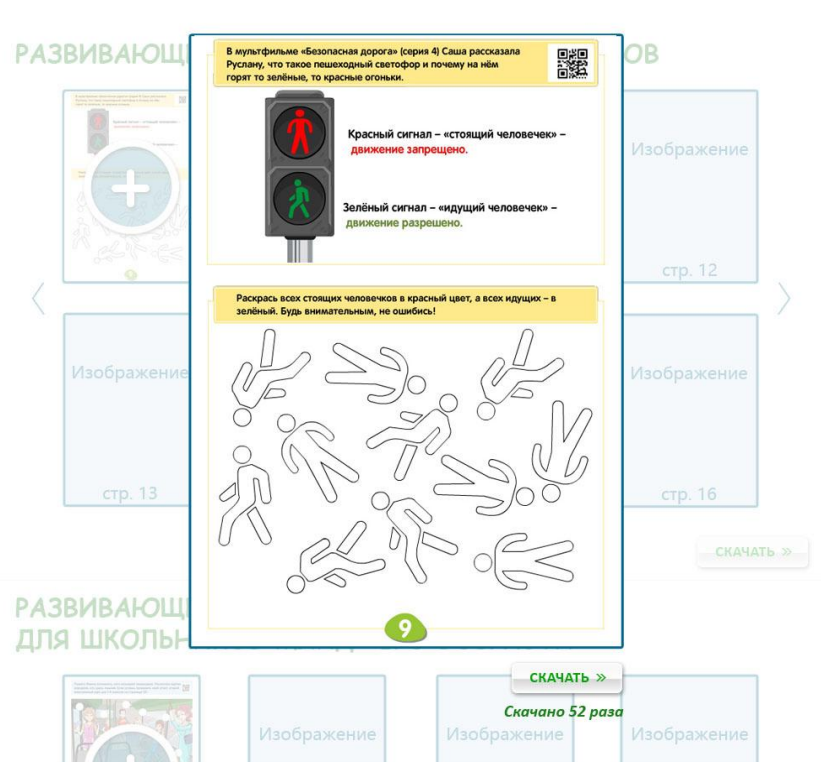 РАЗВИВАЮЩ
ОВ
В мультфильме «Безопасная дорога» (серия 4) Саша рассказала
Руслану, что такое пешеходный светофор и почему на нём
горят то зелёные, то красные огоньки.
Красный сигнал – «стоящий человечек» –
движение запрещено.
Зелёный сигнал – «идущий человечек» –
движение разрешено.
Изображение
стр. 12
Раскрась всех стоящих человечков в красный цвет, а всех идущих – в
зелёный. Будь внимательным, не ошибись!
Изображение
стр. 13
Изображение
стр. 16
9
СКАЧАТЬ »
РАЗВИВАЮЩ
ДЛЯ ШКОЛЬН
СКАЧАТЬ »
Скачано 52 раза
Изображение
Изображение
Изображение